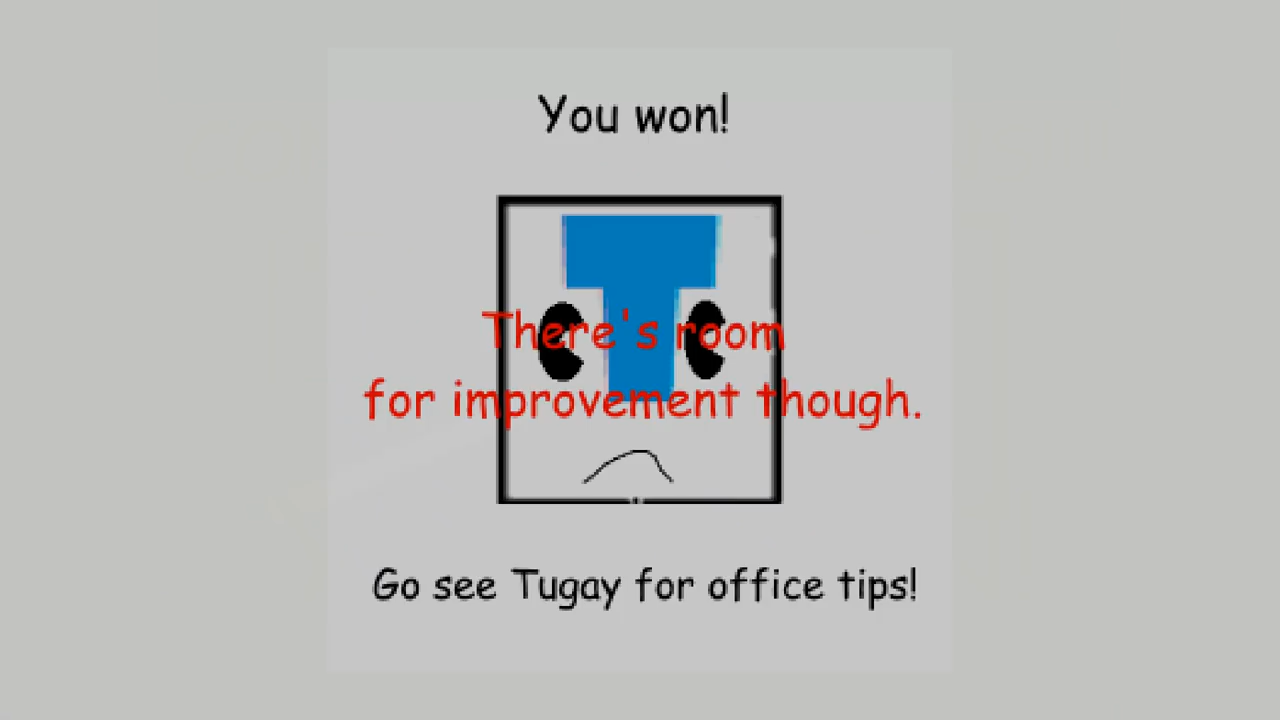 You won!
T
There's room
for improvement though.
Go see Tugay for office tips!